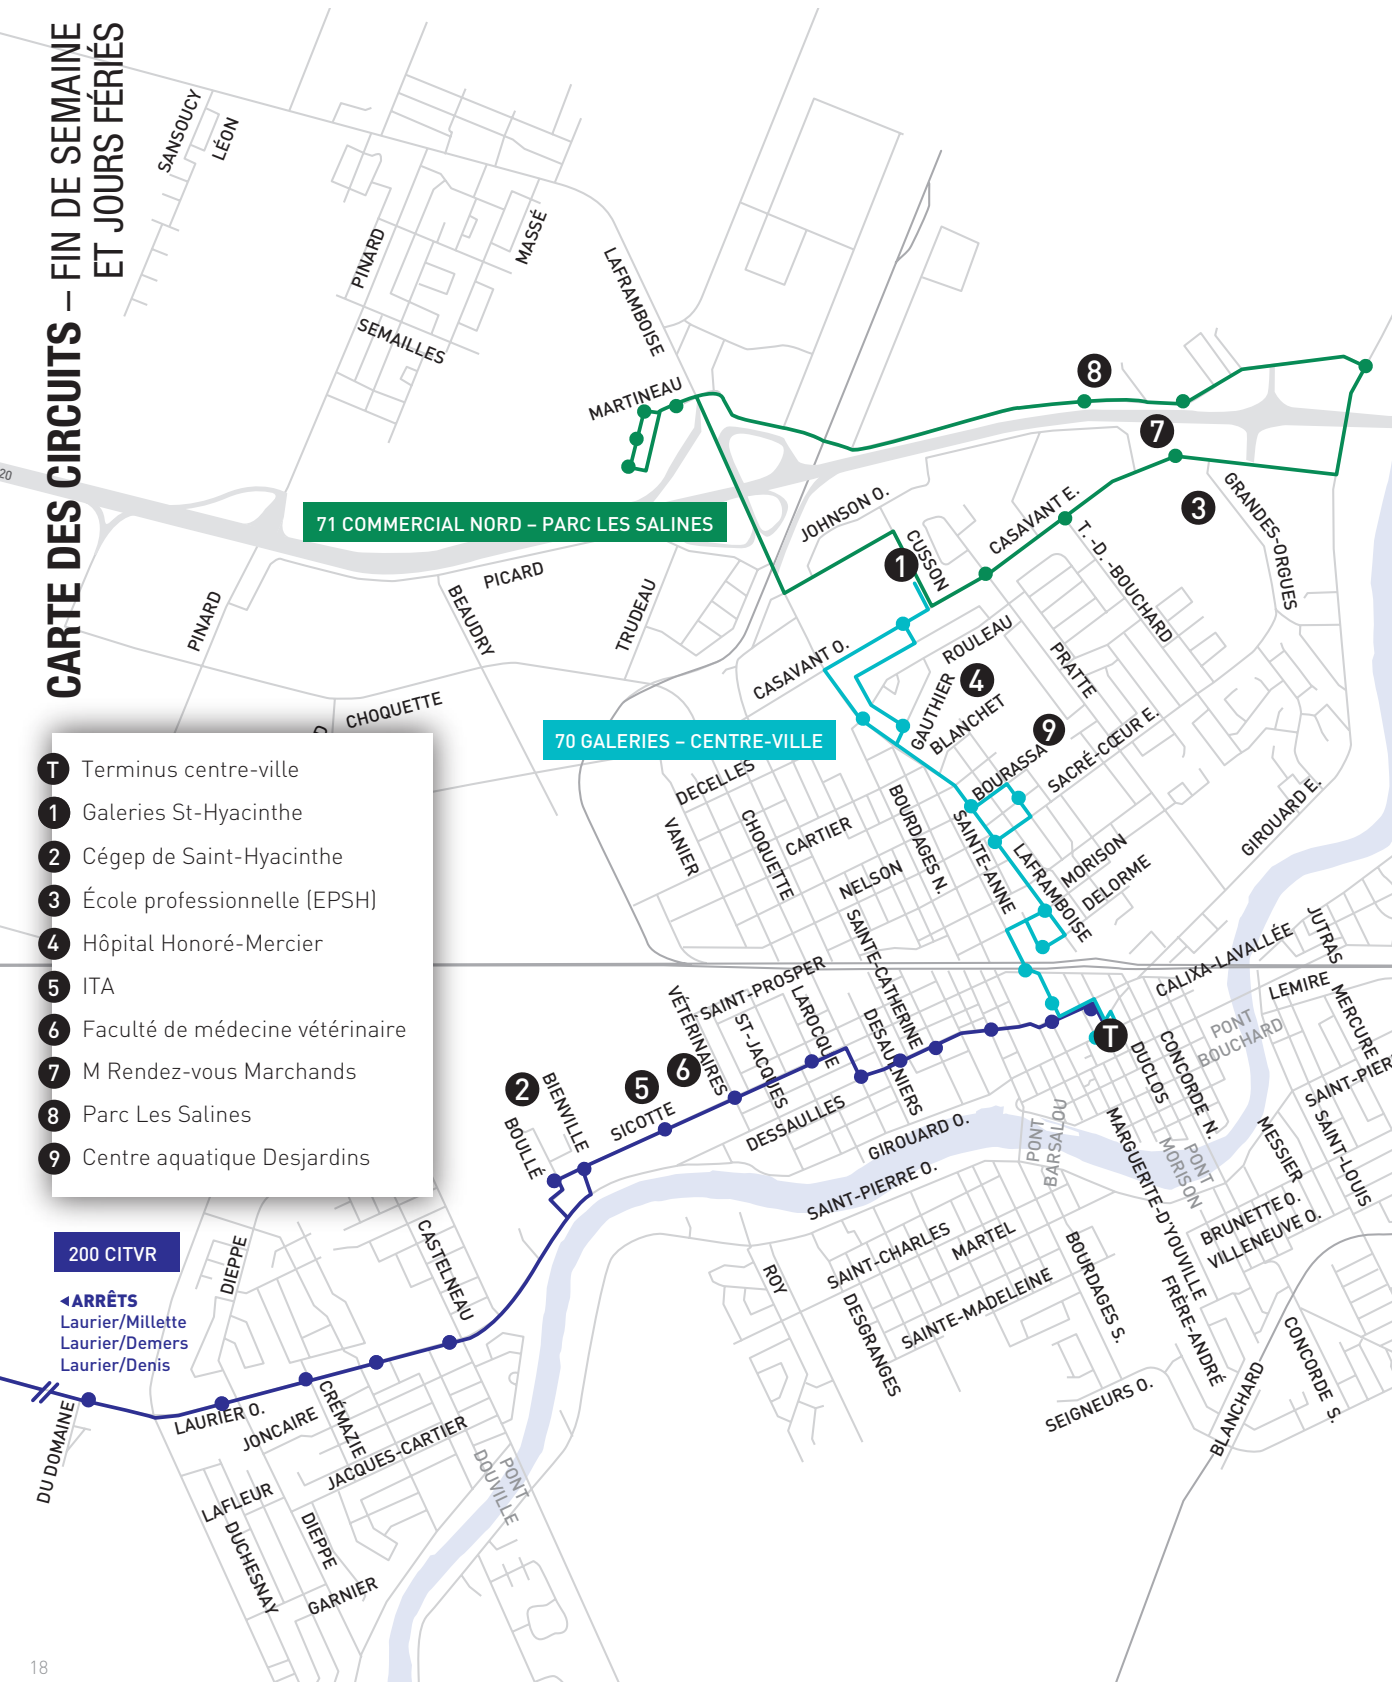 CARTE DES CIRCUITS – FIN DE SEMAINE
ET JOURS FÉRIÉS
SANSOUCY
LÉON
PINARD
MASSÉ
SEMAILLES
LAFRAMBOISE
MARTINEAU
8
7
3
20
71 COMMERCIAL NORD – PARC LES SALINES
JOHNSON O.
CUSSON
1
CASAVANT E.
T. -D. -BOUCHARD
GRANDES-ORGUES
PICARD
PINARD
BEAUDRY
TRUDEAU
CASAVANT O.
ROULEAU
GAUTHIER
4
BLANCHET
PRATTE
9
BOURASSA
SACRÉ-CŒUR E.
CHOQUETTE
D
70 GALERIES – CENTRE-VILLE
DECELLES
VANIER
CHOQUETTE
CARTIER
NELSON
BOURDAGES N.
SAINTE-ANNE
LAFRAMBOISE
MORISON
DELORME
GIROUARD E.
T Terminus centre-ville
1 Galeries St-Hyacinthe
2 Cégep de Saint-Hyacinthe
3 École professionnelle (EPSH)
4 Hôpital Honoré-Mercier
5 ITA
6 Faculté de médecine vétérinaire
7 M Rendez-vous Marchands
8 Parc Les Salines
9 Centre aquatique Desjardins
SAINT-PROSPER
SAINTE-CATHERINE
VÉTÉRINAIRES
ST-JACQUES
LAROCQUE
DESAULNIERS
CALIXA-LAVALLÉE
JUTRAS
LEMIRE
MERCURE
PONT
BOUCHARD
T
DUCLOS
CONCORDE N.
SAINT-PIER
SAINT-LOUIS
MESSIER
2
BIENVILLE
BOULLÉ
5
6
SICOTTE
DESSAULLES
GIROUARD O.
SAINT-PIERRE O.
PONT
BARSALOU
MARGUERITE-D'YOUVILLE
PONT
MORISON
BRUNETTE O.
VILLENEUVE O.
SAINT-CHARLES
MARTEL
SAINTE-MADELEINE
BOURDAGES S.
FRÈRE-ANDRÉ
ROY
DESGRANGES
SEIGNEURS O.
BLANCHARD
CONCORDE S.
200 CITVR
ARRÊTS
Laurier/Millette
Laurier/Demers
Laurier/Denis
DIEPPE
CASTELNEAU
DU DOMAINE
LAURIER O.
JONCAIRE
CRÉMAZIE
JACQUES-CARTIER
PONT
DOUVILLE
LAFLEUR
DUCHESNAY
DIEPPE
GARNIER
18